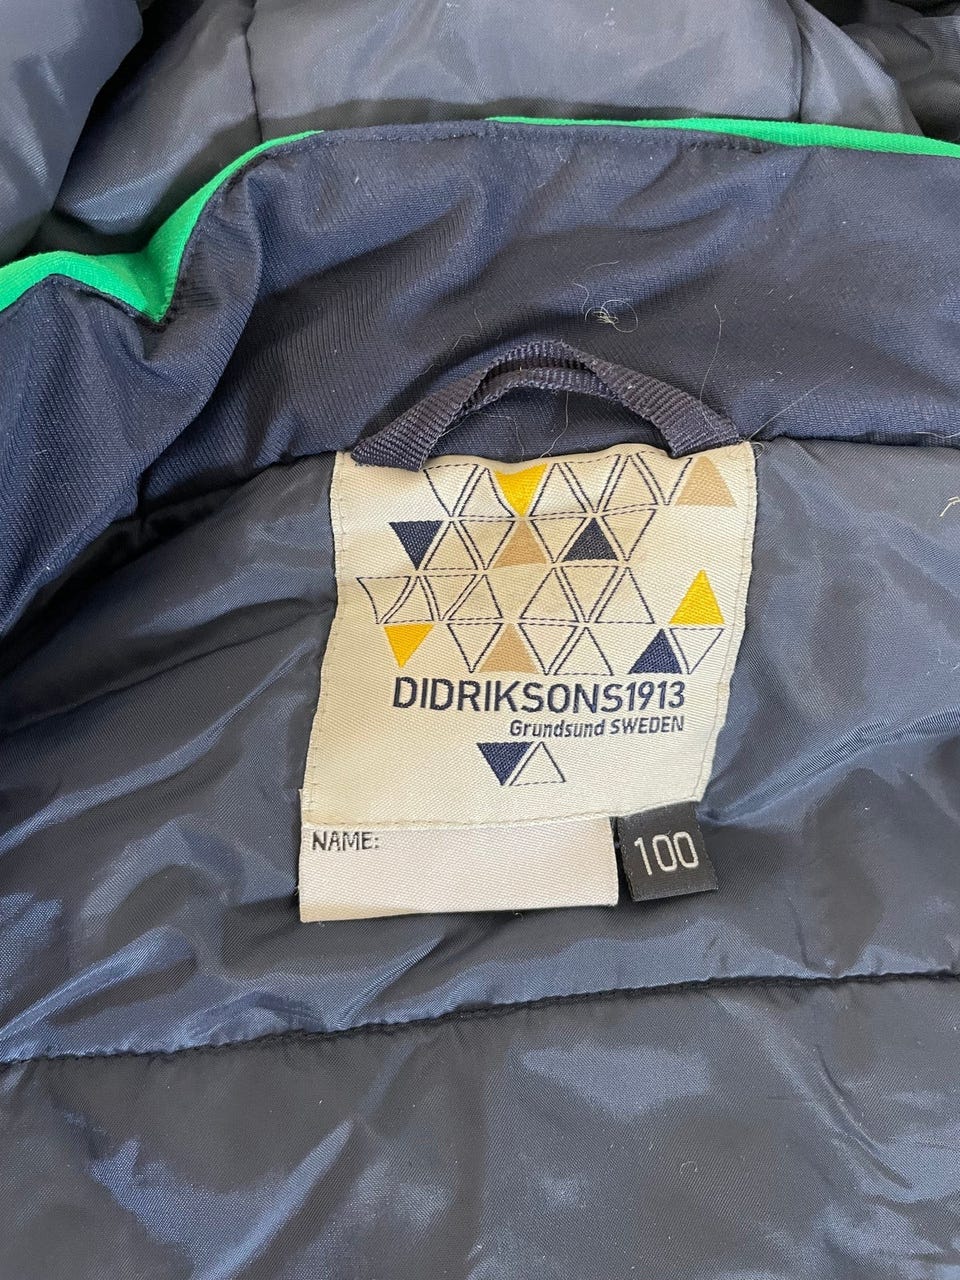 DIDRIKSONS1913
Grundsund SWEDEN
NAME:
100